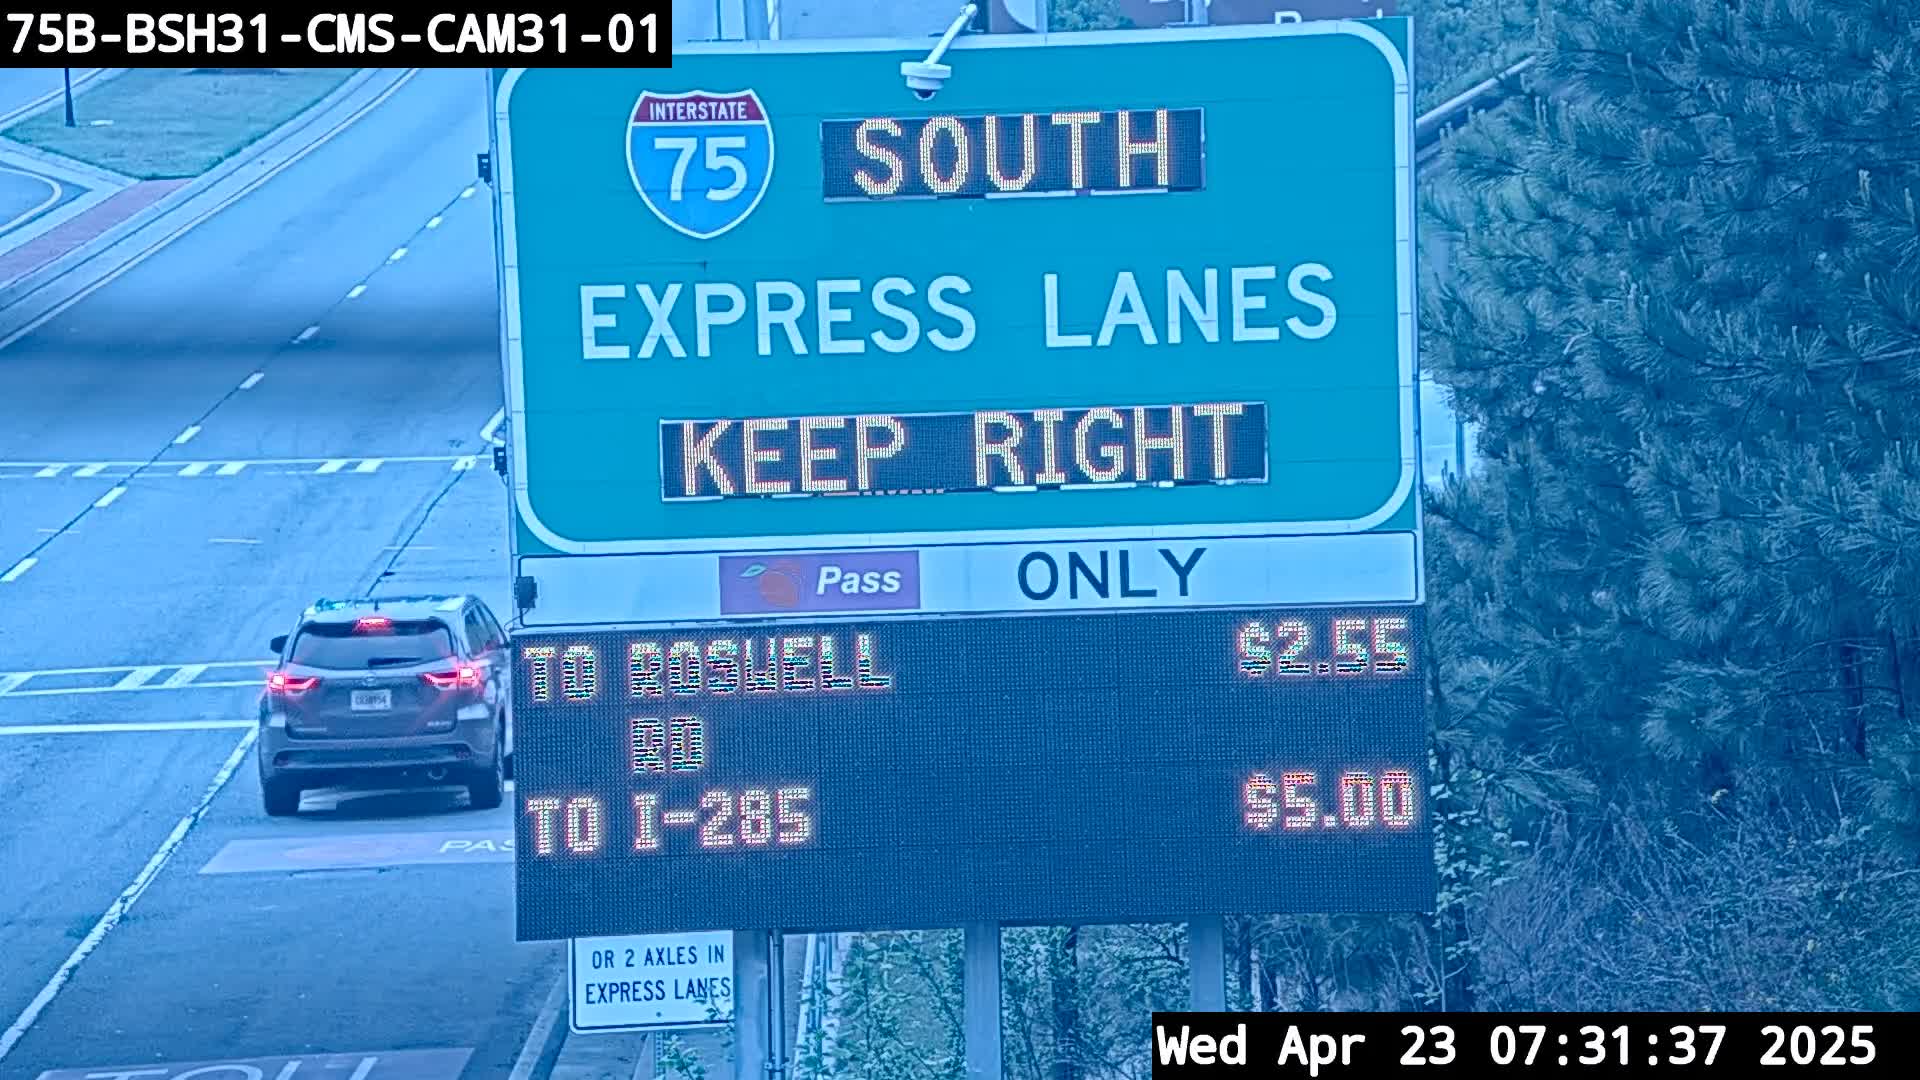 75B-BSH31-CMS-CAM31-01
INTERSTATE
75
SOUTH
EXPRESS LANES
KEEP RIGHT
Pass ONLY
TO ROSWELL $2.55
RD
TO I-285 $5.00
OR 2 AXLES IN
EXPRESS LANES
Wed Apr 23 07:31:37 2025